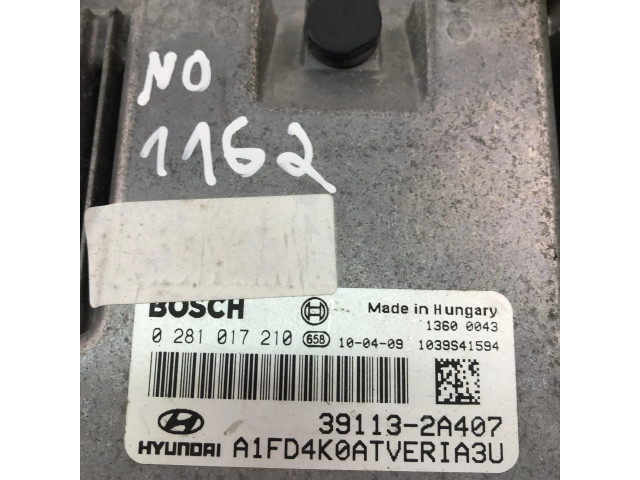 NO
1162
BOSCH
Made in Hungary
1360 0043
0 281 017 210 658 10-04-09 1039S41594
39113-2A407
HYUNDAI A1FD4K0ATVERIA3U